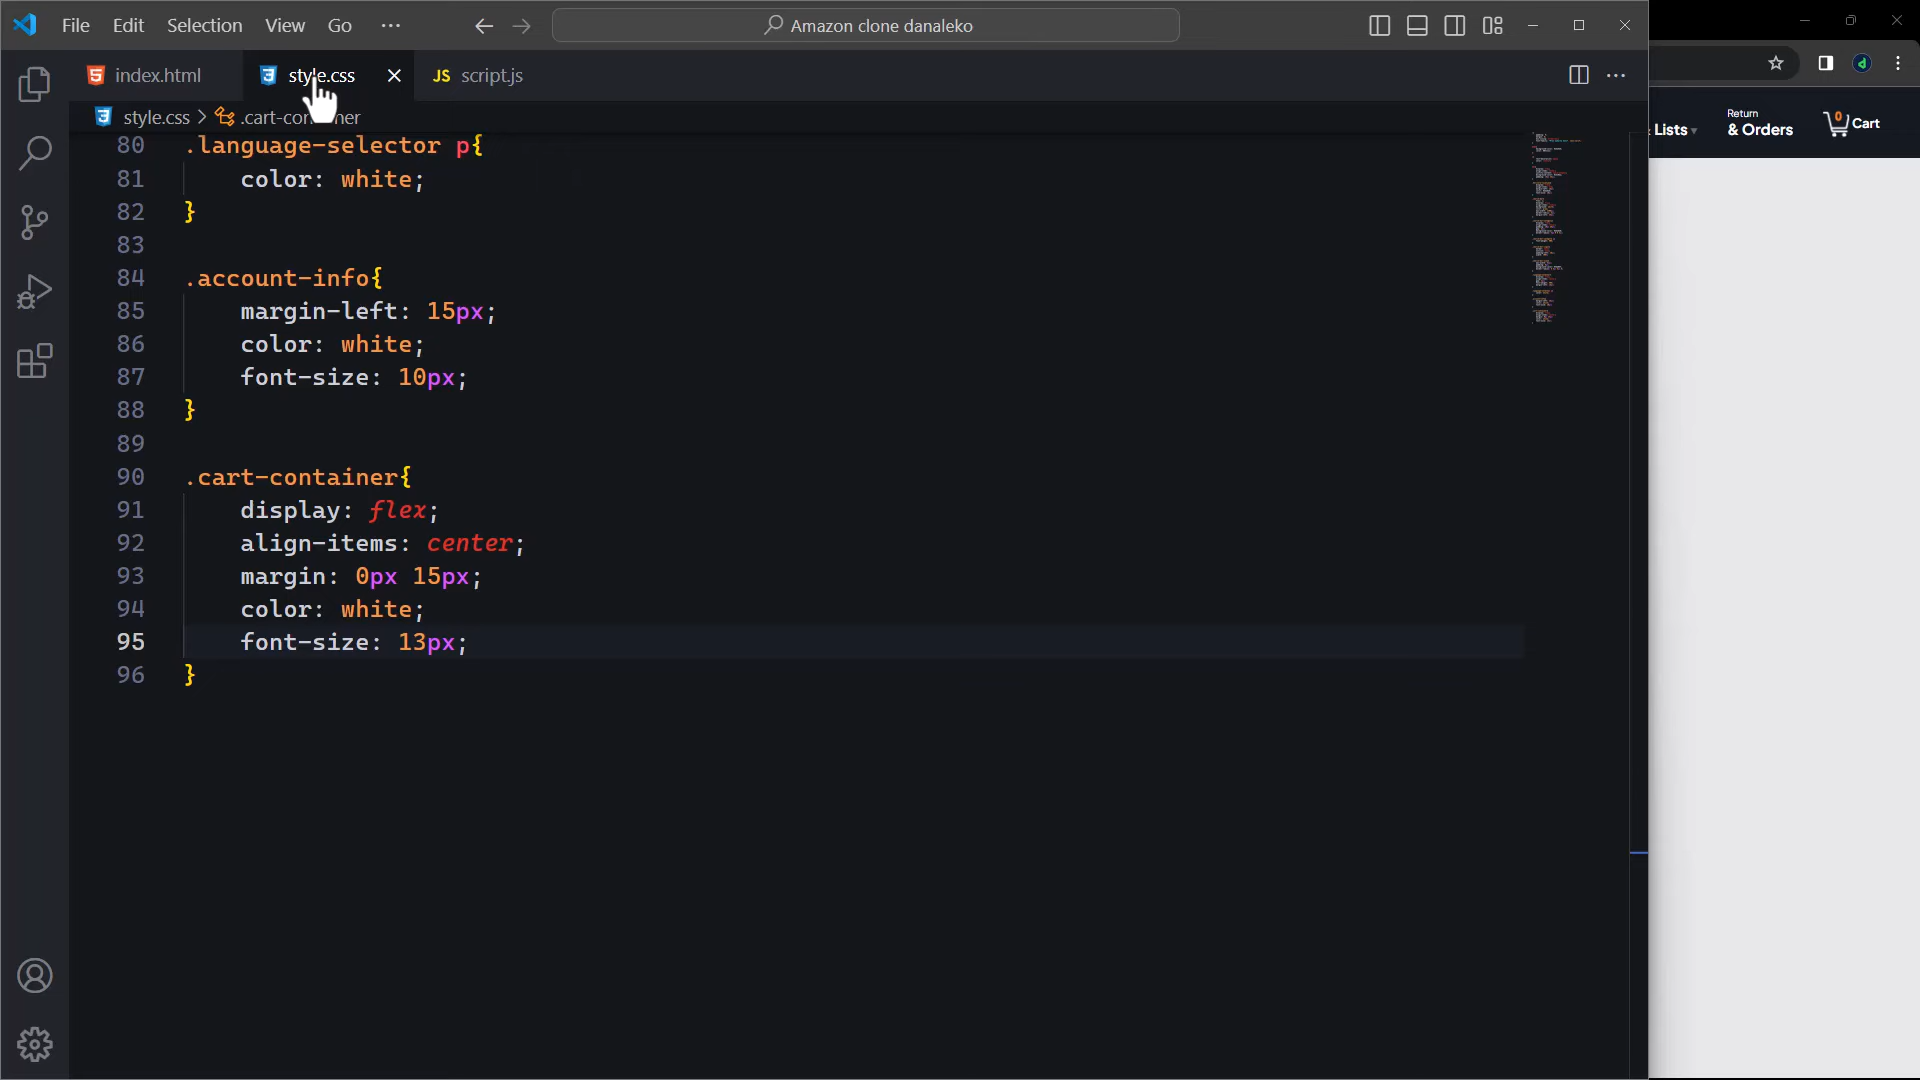 File Edit Selection View Go ···
Amazon clone danaleko
index.html
style.css
JS script.js
style.css > .cart-con
ner
80 .language-selector p{
81 color: white;
82 }
83
84 .account-info{
85 margin-left: 15px;
86 color: white;
87 font-size: 10px;
88 }
89
90 .cart-container{
91 display: flex;
92 align-items: center;
93 margin: 0px 15px;
94 color: white;
95 font-size: 13px;
96 }
d
Lists
Return
& Orders
0
Cart